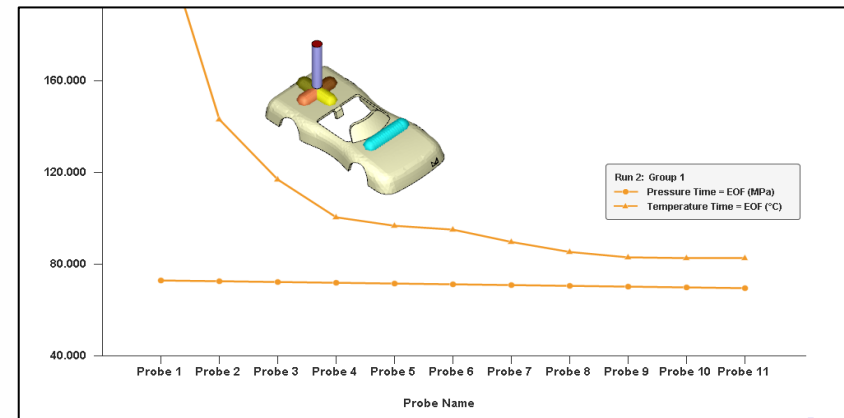 160.000
120.000
80.000
40.000
Run 2: Group 1
Pressure Time = EOF (MPa)
Temperature Time = EOF (°C)
Probe 1 Probe 2 Probe 3 Probe 4 Probe 5 Probe 6 Probe 7 Probe 8 Probe 9 Probe 10 Probe 11
Probe Name